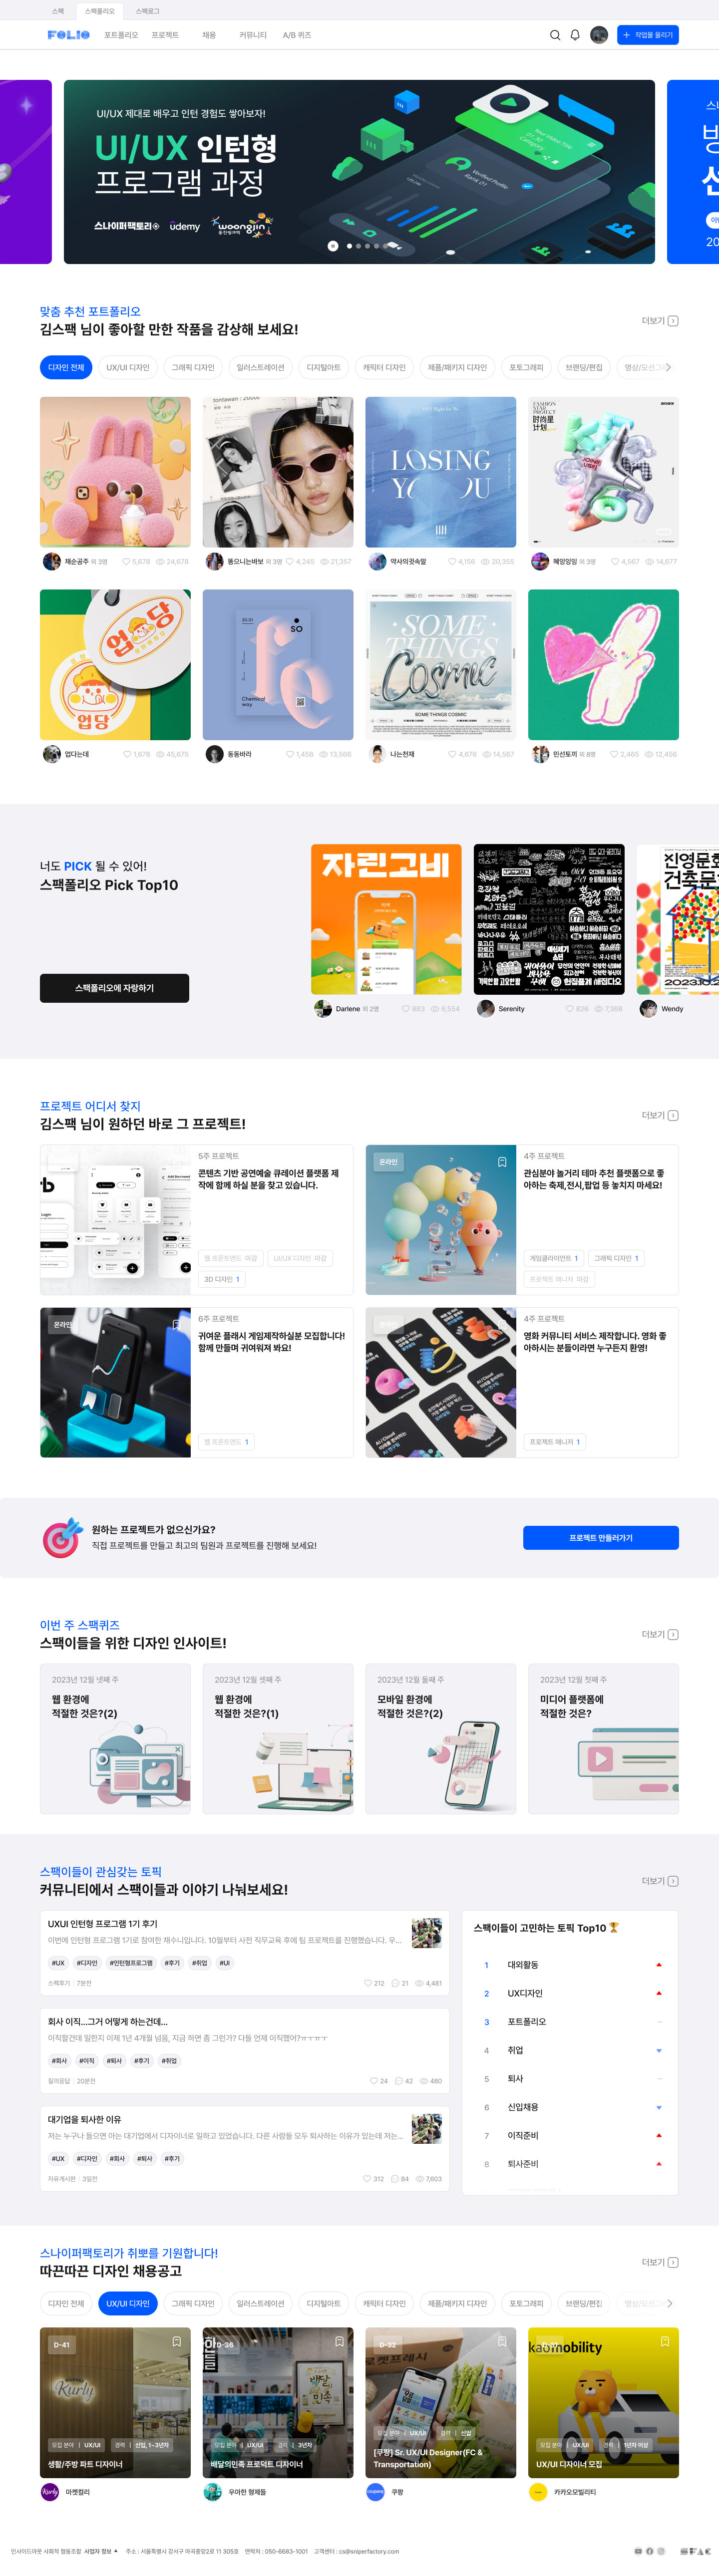 스팩 스팩폴리오 스팩로그
FOLIO 포트폴리오 프로젝트 채용 커뮤니티 A/B 퀴즈 작업물 올리기
UI/UX 제대로 배우고 인턴 경험도 쌓아보자!
UI/UX 인턴형
프로그램 과정
스나이퍼팩토리 udemy woongjin
맞춤 추천 포트폴리오
김스팩 님이 좋아할 만한 작품을 감상해 보세요!
더보기
디자인 전체 UX/UI 디자인 그래픽 디자인 일러스트레이션 디지털아트 캐릭터 디자인 제품/패키지 디자인 포토그래피 브랜딩/편집
LOSING
YOU
FASHION
STAR
PROJECT
时尚星
计划
재순공주 외 3명 5,678 24,678
똥으니는바보 외 3명 4,245 21,357
약사의귓속말 4,156 20,355
혜앙앙앙 외 3명 4,567 14,677
업당
업당
SO
Chemical
way
SOME
THINGS
Cosmic
SOME THINGS COSMIC
업다는데 1,678 45,675
동동바라 1,456 13,566
나는천재 4,676 14,567
민선토끼 외 8명 2,465 12,456
너도 PICK 될 수 있어!
스팩폴리오 Pick Top10
스팩폴리오에 자랑하기
자린고비
Darlene 외 2명 883 6,554
Serenity 826 7,368
Wendy
프로젝트 어디서 찾지
김스팩 님이 원하던 바로 그 프로젝트!
더보기
5주 프로젝트
콘텐츠 기반 공연예술 큐레이션 플랫폼 제
작에 함께 하실 분을 찾고 있습니다.
웹 프론트엔드 마감 UI/UX 디자인 마감
3D 디자인 1
온라인
4주 프로젝트
관심분야 놀거리 테마 추천 플랫폼으로 좋
아하는 축제,전시,팝업 등 놓치지 마세요!
게임클라이언트 1 그래픽 디자인 1
프로젝트 매니저 마감
온라인
6주 프로젝트
귀여운 플래시 게임제작하실분 모집합니다!
함께 만들며 귀여워져 봐요!
웹 프론트엔드 1
4주 프로젝트
영화 커뮤니티 서비스 제작합니다. 영화 좋
아하시는 분들이라면 누구든지 환영!
프로젝트 매니저 1
원하는 프로젝트가 없으신가요?
직접 프로젝트를 만들고 최고의 팀원과 프로젝트를 진행해 보세요!
프로젝트 만들러가기
이번 주 스팩퀴즈
스팩이들을 위한 디자인 인사이트!
더보기
2023년 12월 넷째 주
웹 환경에
적절한 것은?(2)
2023년 12월 셋째 주
웹 환경에
적절한 것은?(1)
2023년 12월 둘째 주
모바일 환경에
적절한 것은?(2)
2023년 12월 첫째 주
미디어 플랫폼에
적절한 것은?
스팩이들이 관심갖는 토픽
커뮤니티에서 스팩이들과 이야기 나눠보세요!
더보기
UXUI 인턴형 프로그램 1기 후기
이번에 인턴형 프로그램 1기로 참여한 채수니입니다. 10월부터 사전 직무교육 후에 팀 프로젝트를 진행했습니다. 우...
#UX #디자인 #인턴형프로그램 #후기 #취업 #UI
스팩후기 7분전 212 21 4,481
회사 이직...그거 어떻게 하는건데...
이직할건데 일한지 이제 1년 4개월 넘음, 지금 하면 좀 그런가? 다들 언제 이직했어?ㅠㅜㅠㅜ
#회사 #이직 #퇴사 #후기 #취업
질의응답 20분전 24 42 480
대기업을 퇴사한 이유
저는 누구나 들으면 아는 대기업에서 디자이너로 일하고 있었습니다. 다른 사람들 모두 퇴사하는 이유가 있는데 저는...
#UX #디자인 #회사 #퇴사 #후기
자유게시판 3일전 312 84 7,603
스팩이들이 고민하는 토픽 Top10
1 대외활동
2 UX디자인
3 포트폴리오
4 취업
5 퇴사
6 신입채용
7 이직준비
8 퇴사준비
스나이퍼팩토리가 취뽀를 기원합니다!
따끈따끈 디자인 채용공고
더보기
디자인 전체 UX/UI 디자인 그래픽 디자인 일러스트레이션 디지털아트 캐릭터 디자인 제품/패키지 디자인 포토그래피 브랜딩/편집
D-41
Kurly
모집 분야 | UX/UI 경력 | 신입, 1~3년차
생활/주방 파트 디자이너
마켓컬리
D-36
모집 분야 | UX/UI 경력 | 3년차
배달의민족 프로덕트 디자이너
우아한 형제들
D-32
모집 분야 | UX/UI 경력 | 신입
[쿠팡] Sr. UX/UI Designer(FC &
Transportation)
쿠팡
모집 분야 | UX/UI 경력 | 1년차 이상
UX/UI 디자이너 모집
카카오모빌리티
인사이드아웃 사회적 협동조합 사업자 정보 주소 : 서울특별시 강서구 마곡중앙2로 11 305호 연락처 : 050-6683-1001 고객센터 : cs@sniperfactory.com